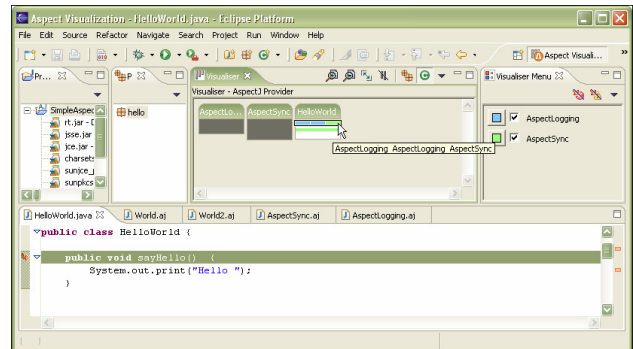 Aspect Visualization - HelloWorld.java - Eclipse Platform
File Edit Source Refactor Navigate Search Project Run Window Help
Aspect Visuali... »
Pr... P Visualiser Visualiser Menu
Visualiser - AspectJ Provider
SimpleAspec
rt.jar - C
jsse.jar
jce.jar -
charsets
sunjce_j
sunpkcs
hello
AspectLo... AspectSync HelloWorld
AspectLogging AspectLogging AspectSync
AspectLogging
AspectSync
HelloWorld.java World.aj World2.aj AspectSync.aj AspectLogging.aj
public class HelloWorld {
public void sayHello() {
System.out.print("Hello ");
}